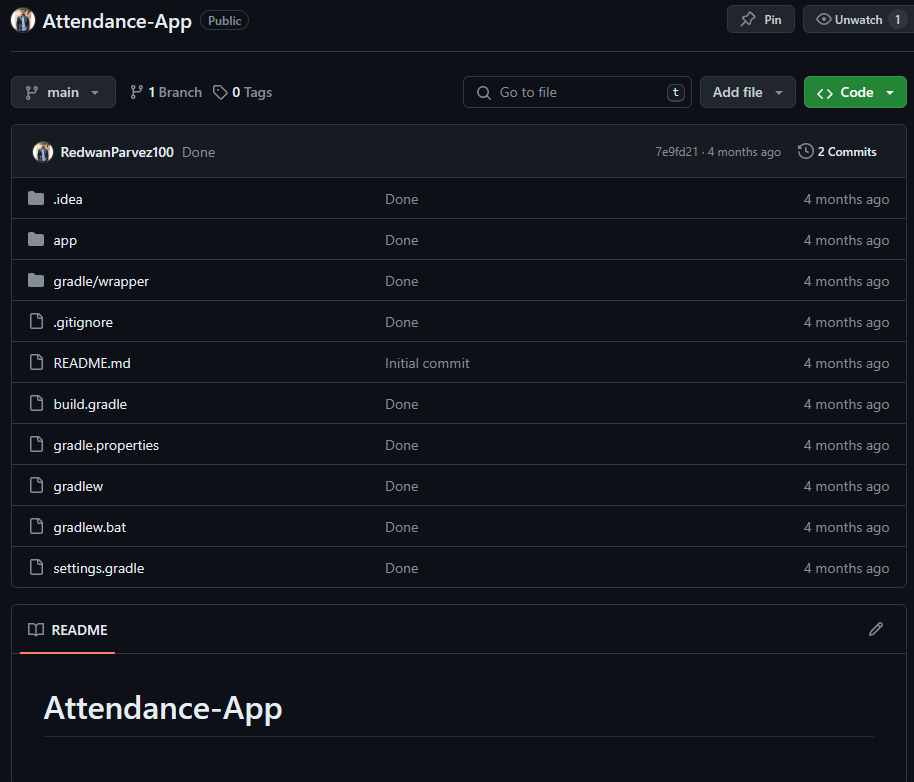 Attendance-App Public Pin Unwatch 1
main 1 Branch 0 Tags Go to file t Add file Code
RedwanParvez100 Done 7e9fd21 · 4 months ago 2 Commits
.idea Done 4 months ago
app Done 4 months ago
gradle/wrapper Done 4 months ago
.gitignore Done 4 months ago
README.md Initial commit 4 months ago
build.gradle Done 4 months ago
gradle.properties Done 4 months ago
gradlew Done 4 months ago
gradlew.bat Done 4 months ago
settings.gradle Done 4 months ago
README
Attendance-App